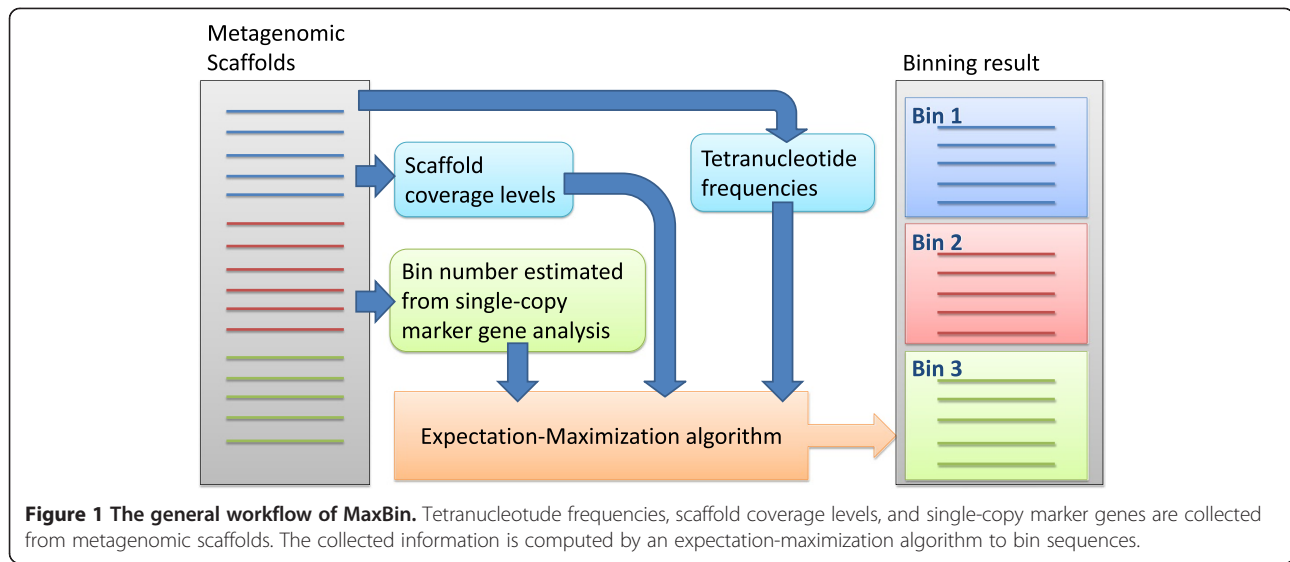 Metagenomic
Scaffolds
Binning result
Bin 1
Tetranucleotide
frequencies
Scaffold
coverage levels
Bin 2
Bin number estimated
from single-copy
marker gene analysis
Bin 3
Expectation-Maximization algorithm
Figure 1 The general workflow of MaxBin. Tetranucleotude frequencies, scaffold coverage levels, and single-copy marker genes are collected
from metagenomic scaffolds. The collected information is computed by an expectation-maximization algorithm to bin sequences.